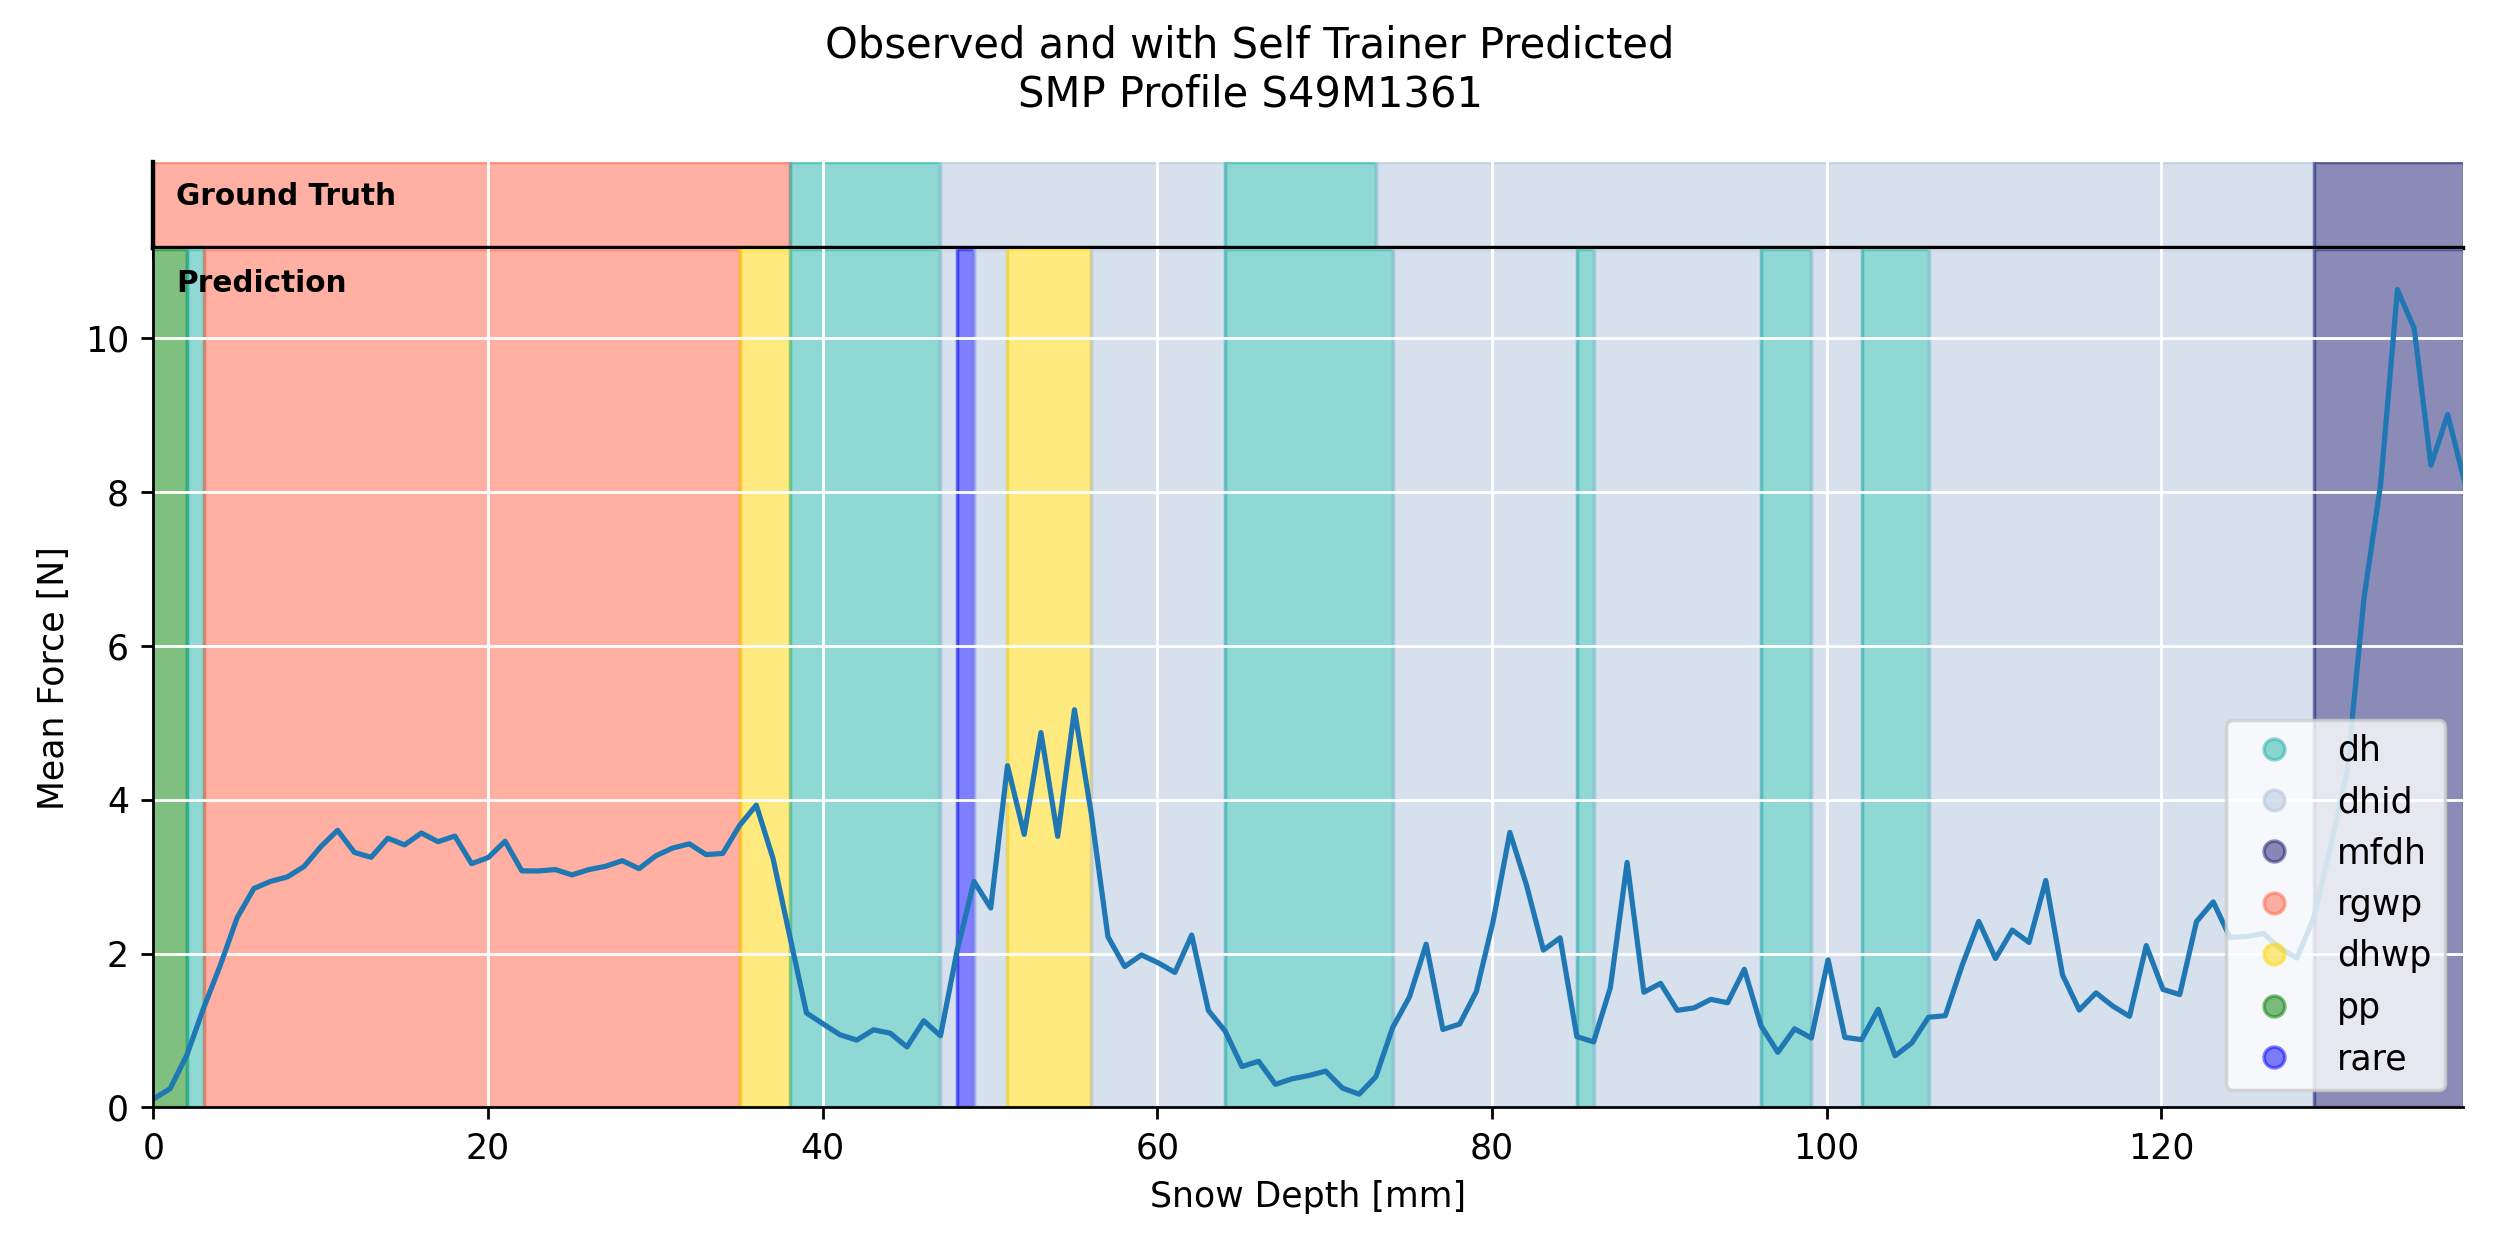 Observed and with Self Trainer Predicted
SMP Profile S49M1361
Ground Truth
Prediction
10
8
6
4
2
0
Mean Force [N]
0 20 40 60 80 100 120
Snow Depth [mm]
dh
dhid
mfdh
rgwp
dhwp
pp
rare